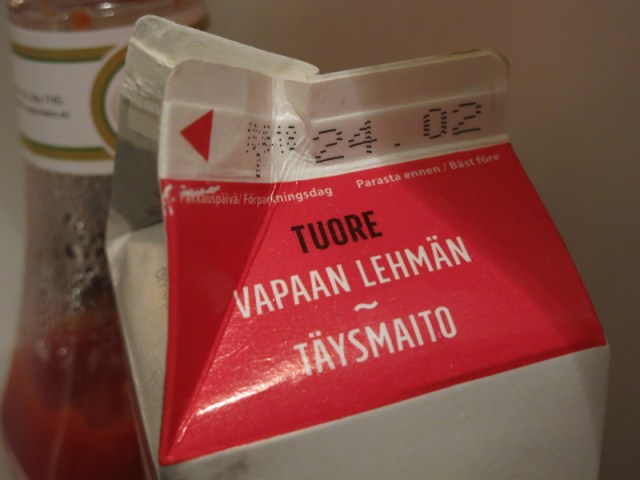 24.02
Pakkauspäivä/Förpackningsdag Parasta ennen / Bäst före
TUORE
VAPAAN LEHMÄN
~
TÄYSMAITO